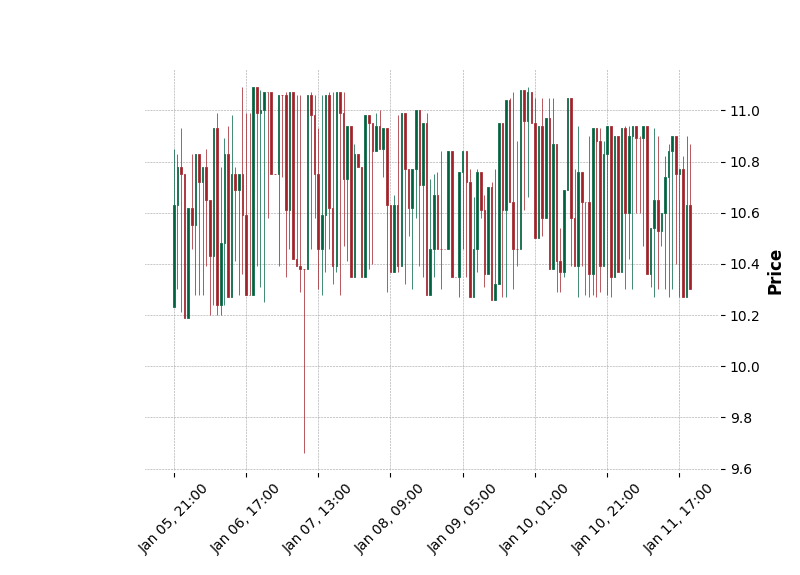 11.0
10.8
10.6
10.4
10.2
10.0
9.8
9.6
Price
Jan 05, 21:00
Jan 06, 17:00
Jan 07, 13:00
Jan 08, 09:00
Jan 09, 05:00
Jan 10, 01:00
Jan 10, 21:00
Jan 11, 17:00